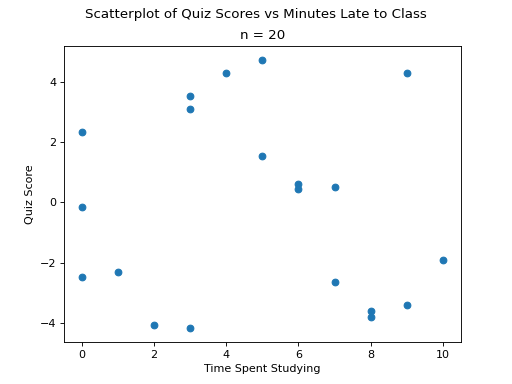 Scatterplot of Quiz Scores vs Minutes Late to Class
n = 20
4
2
0
−2
−4
Quiz Score
0 2 4 6 8 10
Time Spent Studying